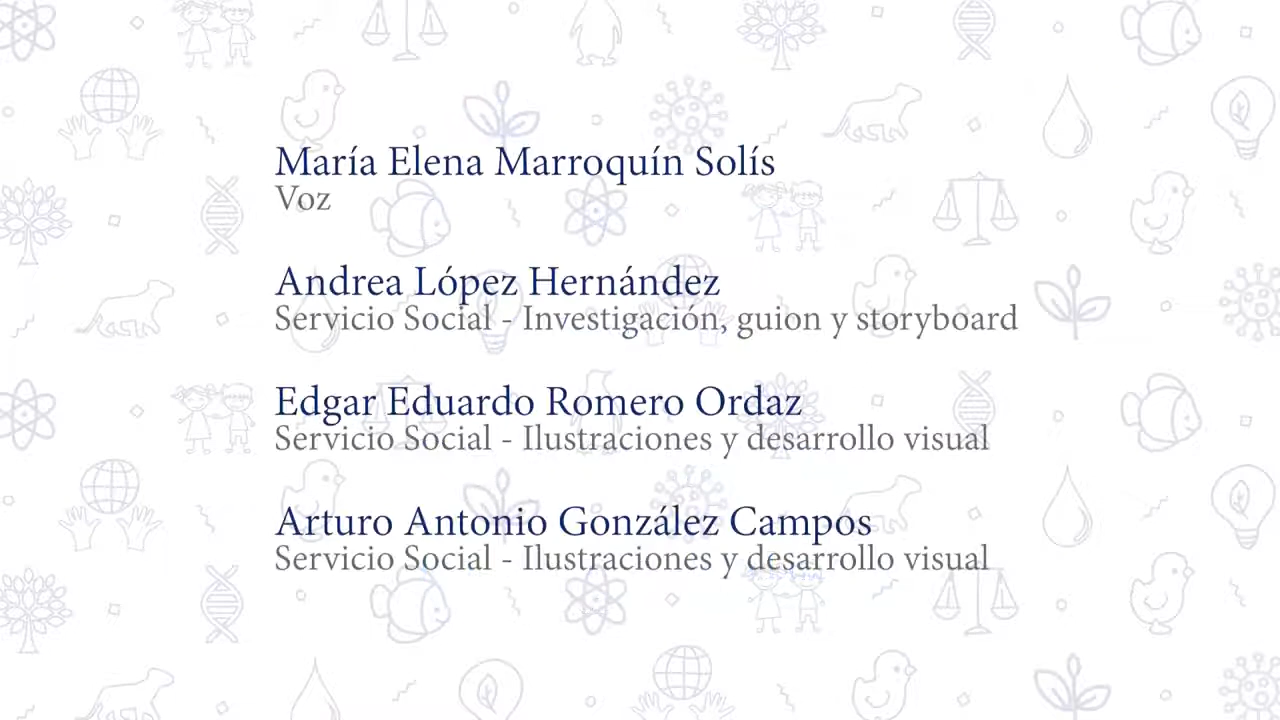 María Elena Marroquín Solís
Voz
Andrea López Hernández
Servicio Social - Investigación, guion y storyboard
Edgar Eduardo Romero Ordaz
Servicio Social - Ilustraciones y desarrollo visual
Arturo Antonio González Campos
Servicio Social - Ilustraciones y desarrollo visual